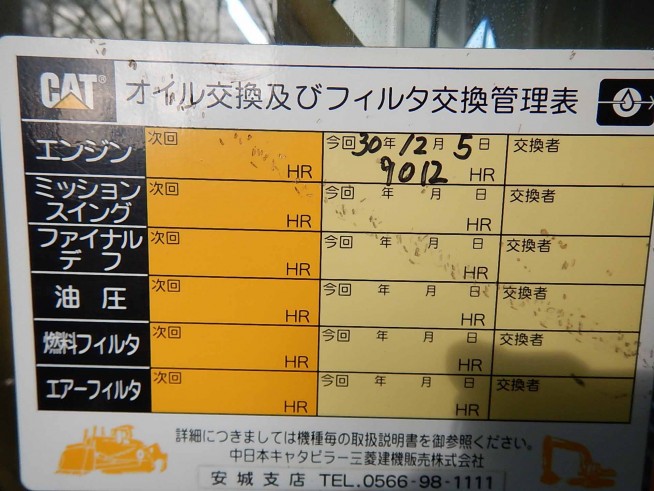 CAT® オイル交換及びフィルタ交換管理表
エンジン 次回 HR 今回 30年 12月 5日 9012 HR 交換者
ミッション スイング 次回 HR 今回 年 月 日 HR 交換者
ファイナル デフ 次回 HR 今回 年 月 日 HR 交換者
油圧 次回 HR 今回 年 月 日 HR 交換者
燃料フィルタ 次回 HR 今回 年 月 日 HR 交換者
エアーフィルタ 次回 HR 今回 年 月 日 HR 交換者
詳細につきましては機種毎の取扱説明書を御参照ください。
中日本キャタピラー三菱建機販売株式会社
安城支店 TEL.0566-98-1111